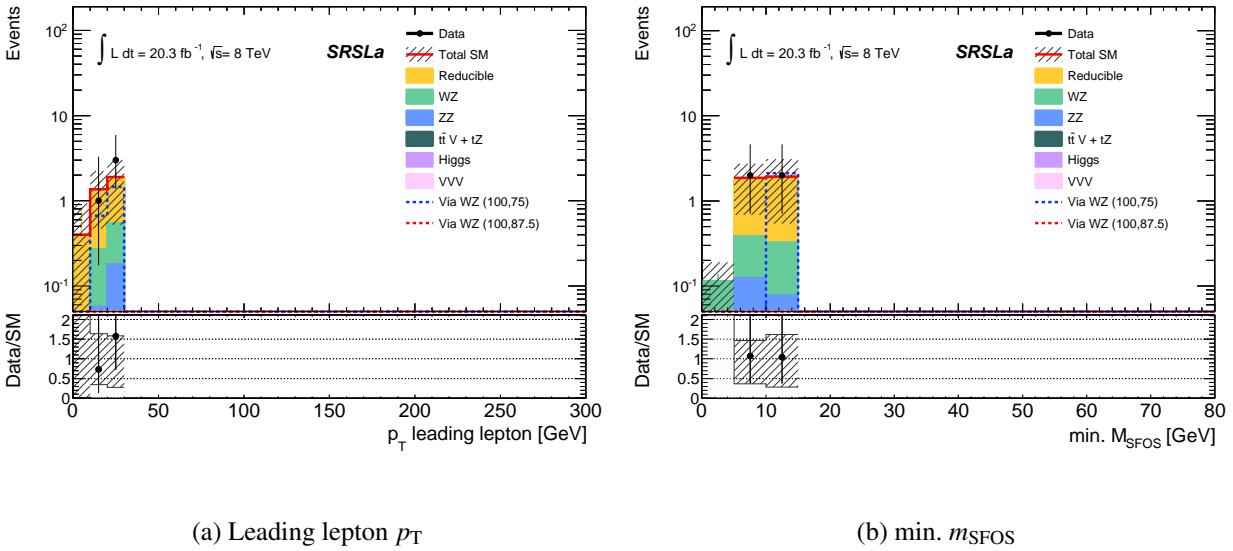 Events
10²
10
1
10⁻¹
∫ L dt = 20.3 fb⁻¹, √s= 8 TeV
SRSLa
Data
Total SM
Reducible
WZ
ZZ
tt̄ V + tZ
Higgs
VVV
Via WZ (100,75)
Via WZ (100,87.5)
Data/SM
2
1.5
1
0.5
0
0 50 100 150 200 250 300
p_T leading lepton [GeV]
(a) Leading lepton p_T
Events
10²
10
1
10⁻¹
∫ L dt = 20.3 fb⁻¹, √s= 8 TeV
SRSLa
Data
Total SM
Reducible
WZ
ZZ
tt̄ V + tZ
Higgs
VVV
Via WZ (100,75)
Via WZ (100,87.5)
Data/SM
2
1.5
1
0.5
0
0 10 20 30 40 50 60 70 80
min. M_SFOS [GeV]
(b) min. m_SFOS